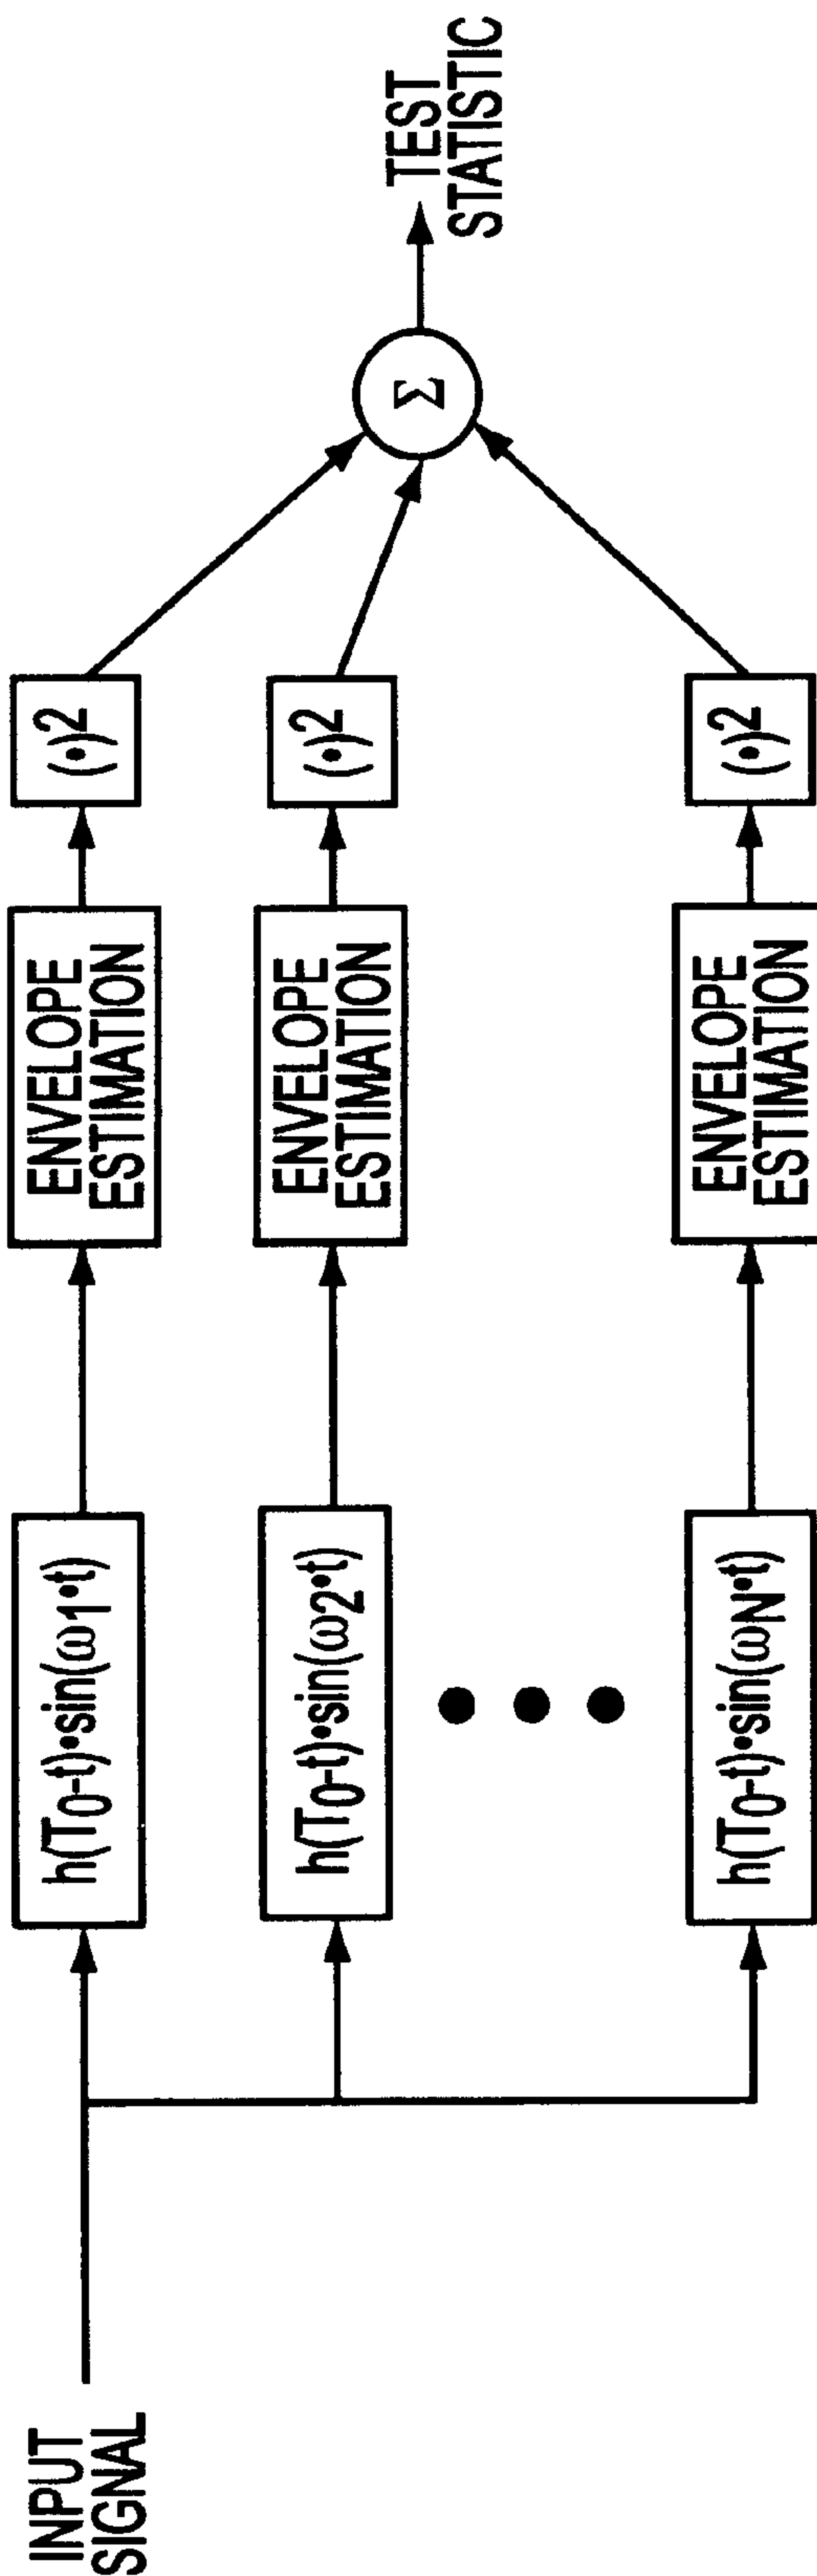 INPUT
SIGNAL
h(T₀-t)•sin(ω₁•t)
ENVELOPE
ESTIMATION
(•)²
h(T₀-t)•sin(ω₂•t)
ENVELOPE
ESTIMATION
(•)²
h(T₀-t)•sin(ω_N•t)
ENVELOPE
ESTIMATION
(•)²
Σ
TEST
STATISTIC